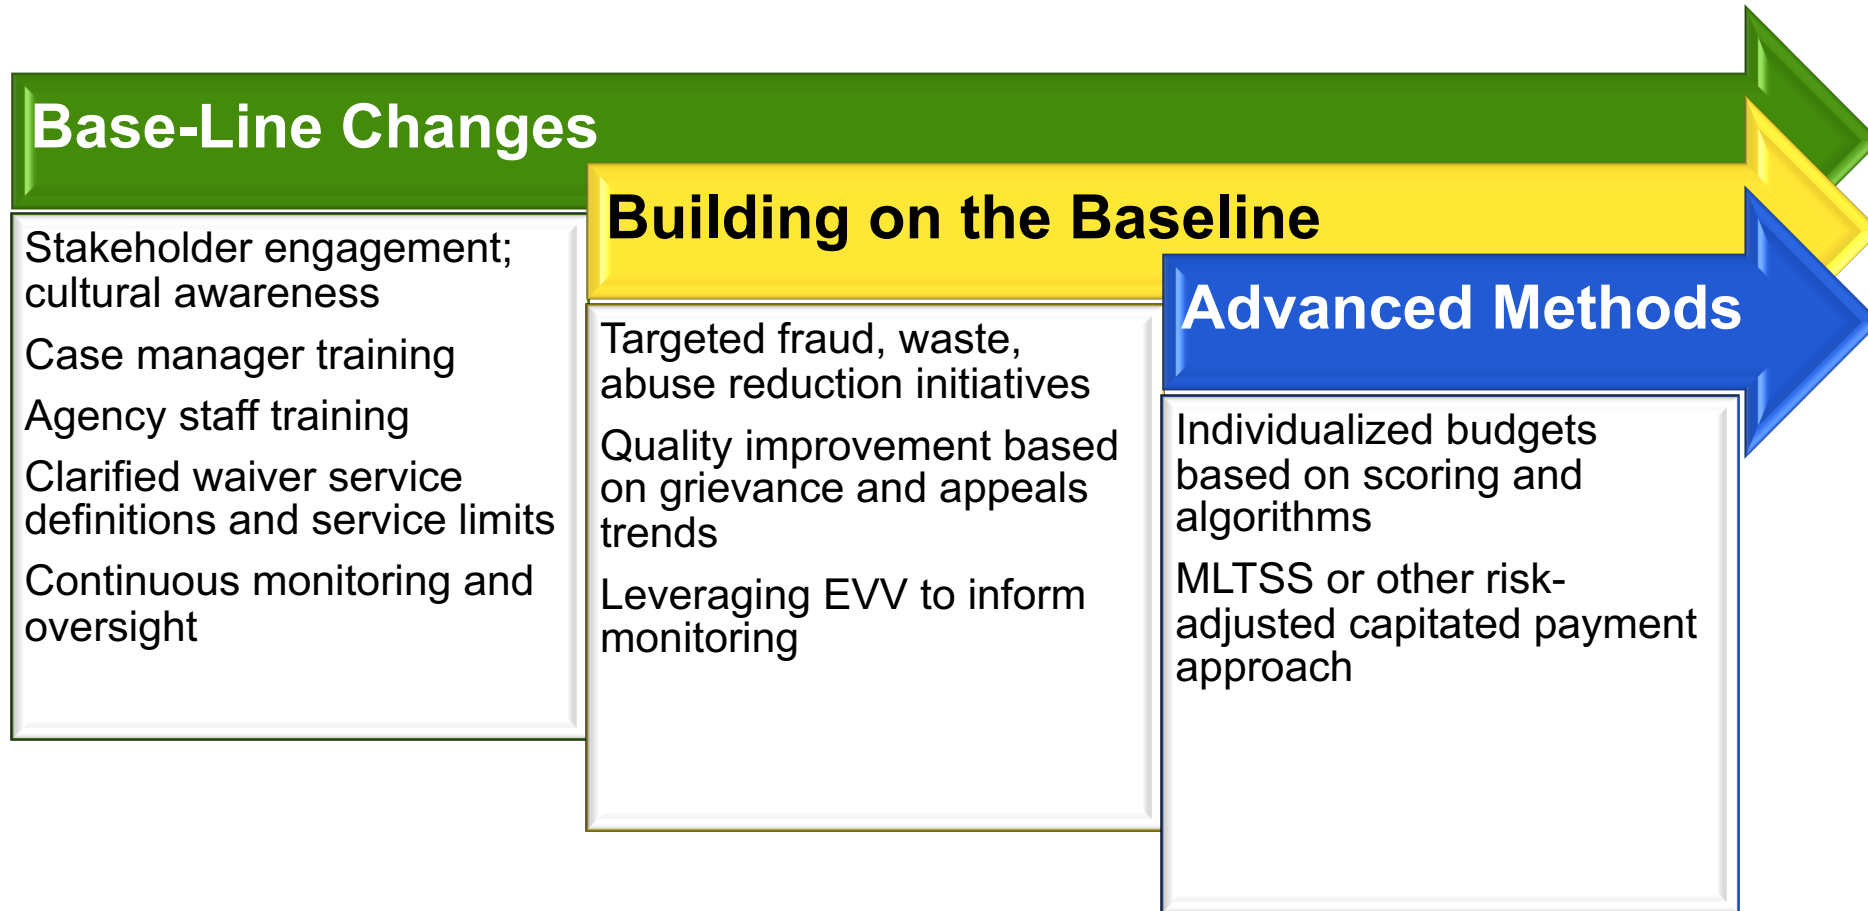 Base-Line Changes
Stakeholder engagement;
cultural awareness
Case manager training
Agency staff training
Clarified waiver service
definitions and service limits
Continuous monitoring and
oversight
Building on the Baseline
Targeted fraud, waste,
abuse reduction initiatives
Quality improvement based
on grievance and appeals
trends
Leveraging EVV to inform
monitoring
Advanced Methods
Individualized budgets
based on scoring and
algorithms
MLTSS or other risk-
adjusted capitated payment
approach